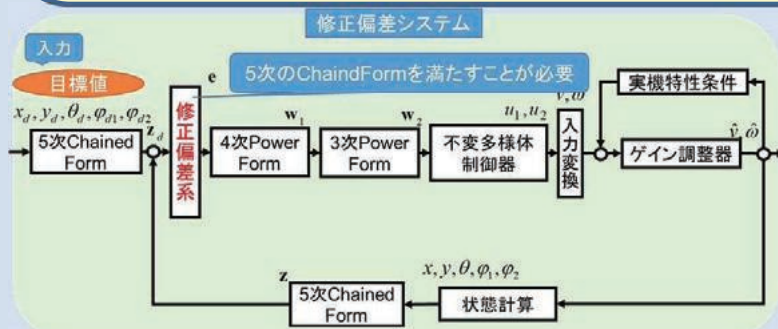 修正偏差システム
入力
目標値
e
5次のChaindFormを満たすことが必要
実機特性条件
x_d, y_d, θ_d, φ_d1, φ_d2
z_d
w_1
w_2
u_1, u_2
v, ω
v̂, ω̂
5次Chained
Form
修正偏差系
4次Power
Form
3次Power
Form
不変多様体
制御器
入力変換
ゲイン調整器
z
x, y, θ, φ_1, φ_2
5次Chained
Form
状態計算